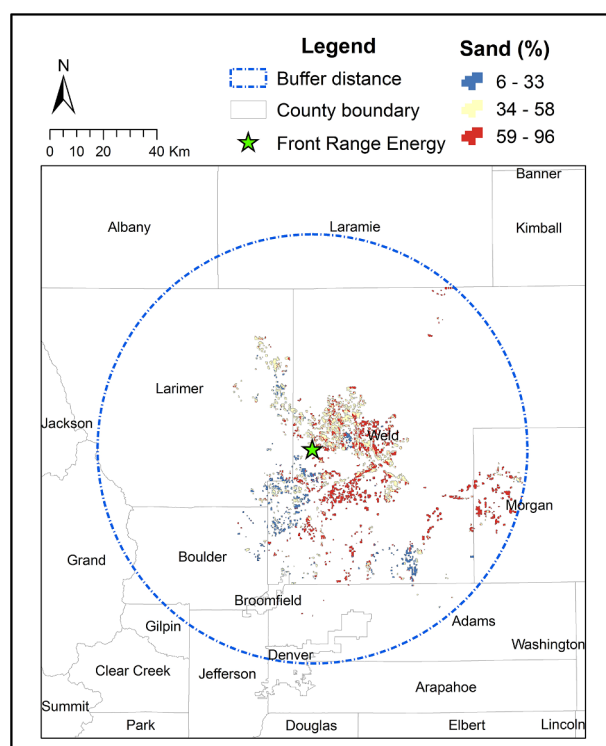 Legend
Sand (%)
N
Buffer distance
6 - 33
County boundary
34 - 58
0 10 20 40 Km
Front Range Energy
59 - 96
Banner
Albany
Laramie
Kimball
Larimer
Jackson
Weld
Morgan
Grand
Boulder
Broomfield
Gilpin
Adams
Washington
Denver
Clear Creek
Jefferson
Arapahoe
Summit
Park
Douglas
Elbert
Lincoln